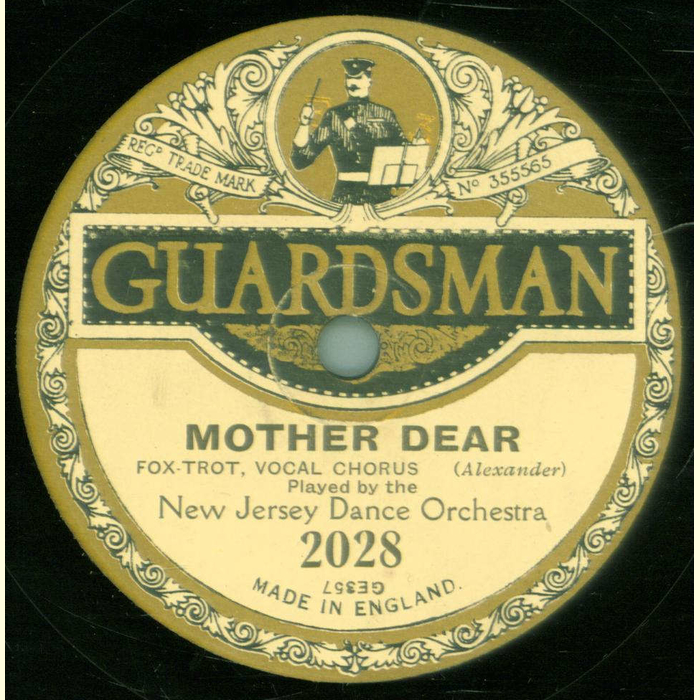 REGD TRADE MARK
No 355565
GUARDSMAN
MOTHER DEAR
FOX-TROT, VOCAL CHORUS (Alexander)
Played by the
New Jersey Dance Orchestra
2028
GE357
MADE IN ENGLAND.